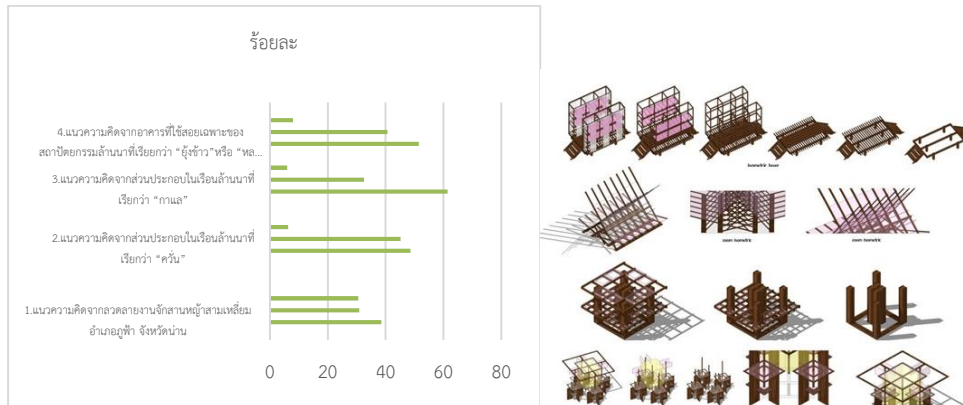 ร้อยละ
4.แนวความคิดจากอาคารที่ใช้สอยเฉพาะของ
สถาปัตยกรรมล้านนาที่เรียยกว่า “ยุ้งข้าว”หรือ “หล...
3.แนวความคิดจากส่วนประกอบในเรือนล้านนาที่
เรียกว่า “กาแล”
2.แนวความคิดจากส่วนประกอบในเรือนล้านนาที่
เรียกว่า “ควั่น”
1.แนวความคิดจากลวดลายงานจักสานหญ้าสามเหลี่ยม
อำเภอภูฟ้า จังหวัดน่าน
0 20 40 60 80
zoom isometric